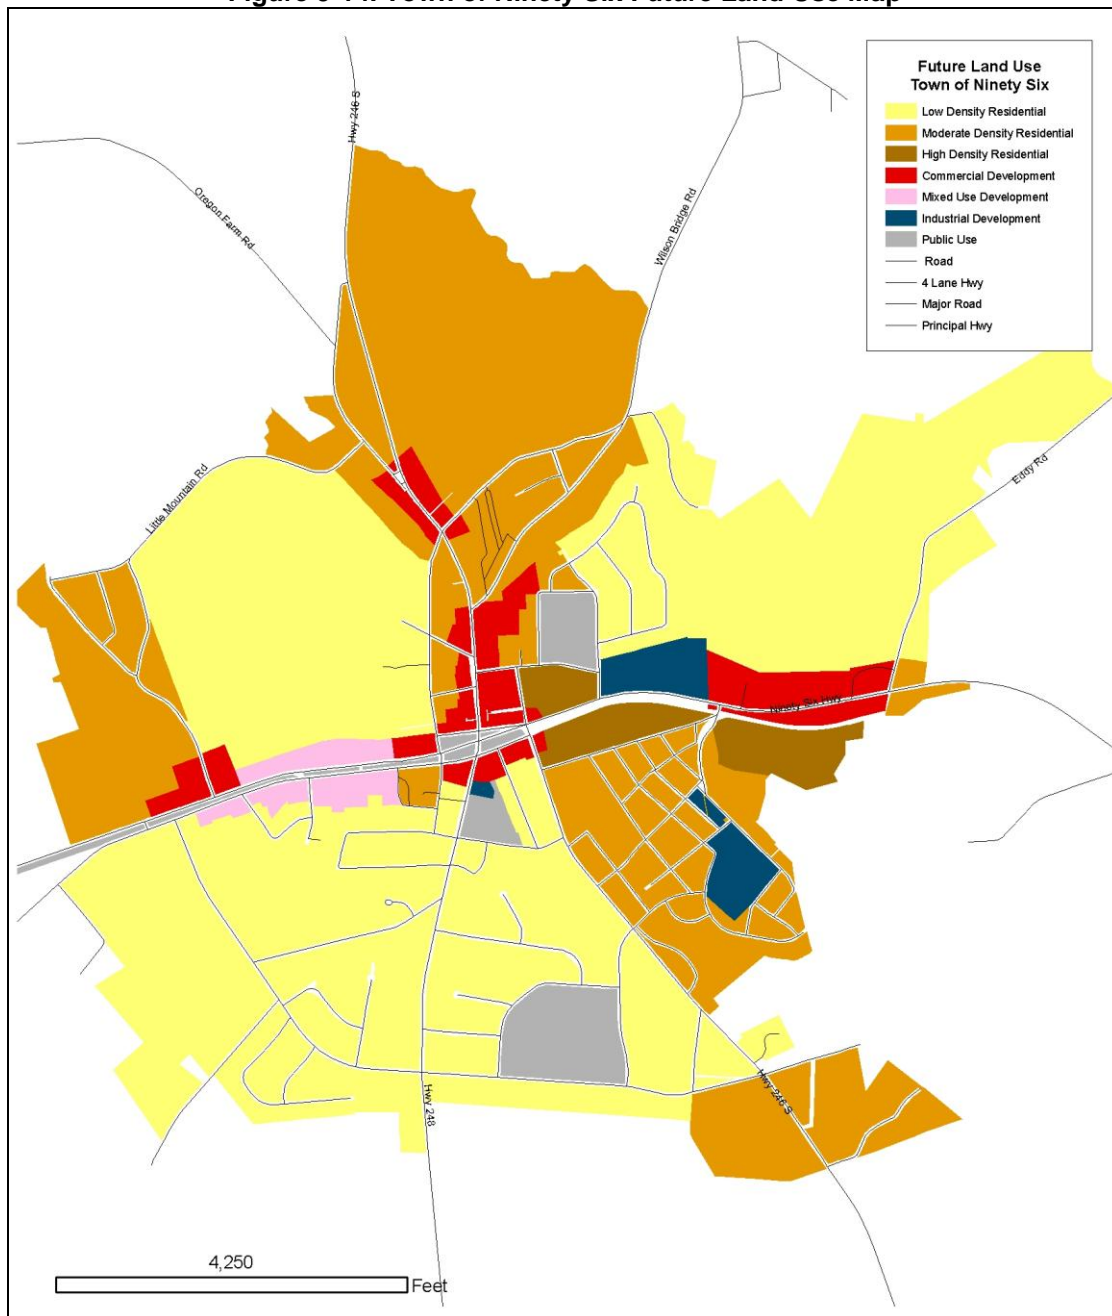 Future Land Use
Town of Ninety Six
Low Density Residential
Moderate Density Residential
High Density Residential
Commercial Development
Mixed Use Development
Industrial Development
Public Use
Road
4 Lane Hwy
Major Road
Principal Hwy
Hwy 246 S
Oregon Farm Rd
Wilson Bridge Rd
Little Mountain Rd
Eddy Rd
Ninety Six Hwy
Hwy 246 S
Hwy 248
4,250
Feet